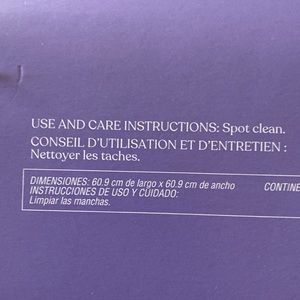 USE AND CARE INSTRUCTIONS: Spot clean.
CONSEIL D'UTILISATION ET D'ENTRETIEN :
Nettoyer les taches.
DIMENSIONES: 60.9 cm de largo x 60.9 cm de ancho CONTINE
INSTRUCCIONES DE USO Y CUIDADO:
Limpiar las manchas.